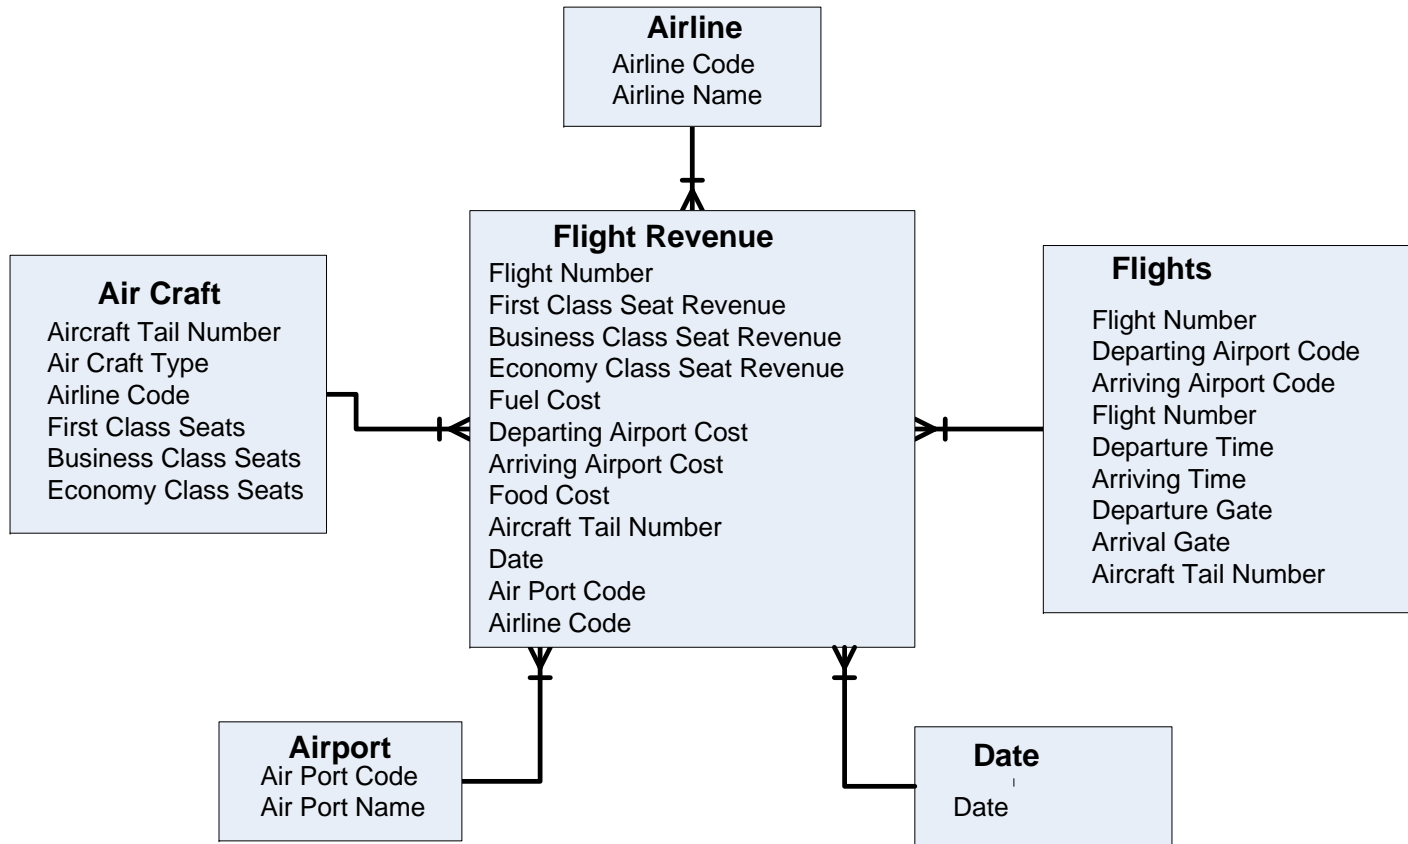 Airline
Airline Code
Airline Name
Flight Revenue
Flight Number
First Class Seat Revenue
Business Class Seat Revenue
Economy Class Seat Revenue
Fuel Cost
Departing Airport Cost
Arriving Airport Cost
Food Cost
Aircraft Tail Number
Date
Air Port Code
Airline Code
Air Craft
Aircraft Tail Number
Air Craft Type
Airline Code
First Class Seats
Business Class Seats
Economy Class Seats
Flights
Flight Number
Departing Airport Code
Arriving Airport Code
Flight Number
Departure Time
Arriving Time
Departure Gate
Arrival Gate
Aircraft Tail Number
Airport
Air Port Code
Air Port Name
Date
Date